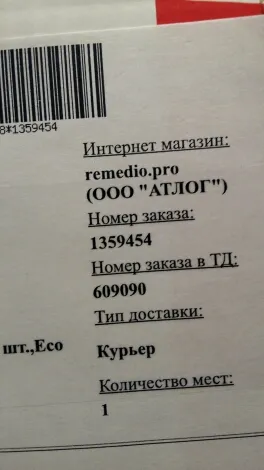 8*1359454
Интернет магазин:
remedio.pro
(ООО "АТЛОГ")
Номер заказа:
1359454
Номер заказа в ТД:
609090
Тип доставки:
шт.,Eco
Курьер
Количество мест:
1